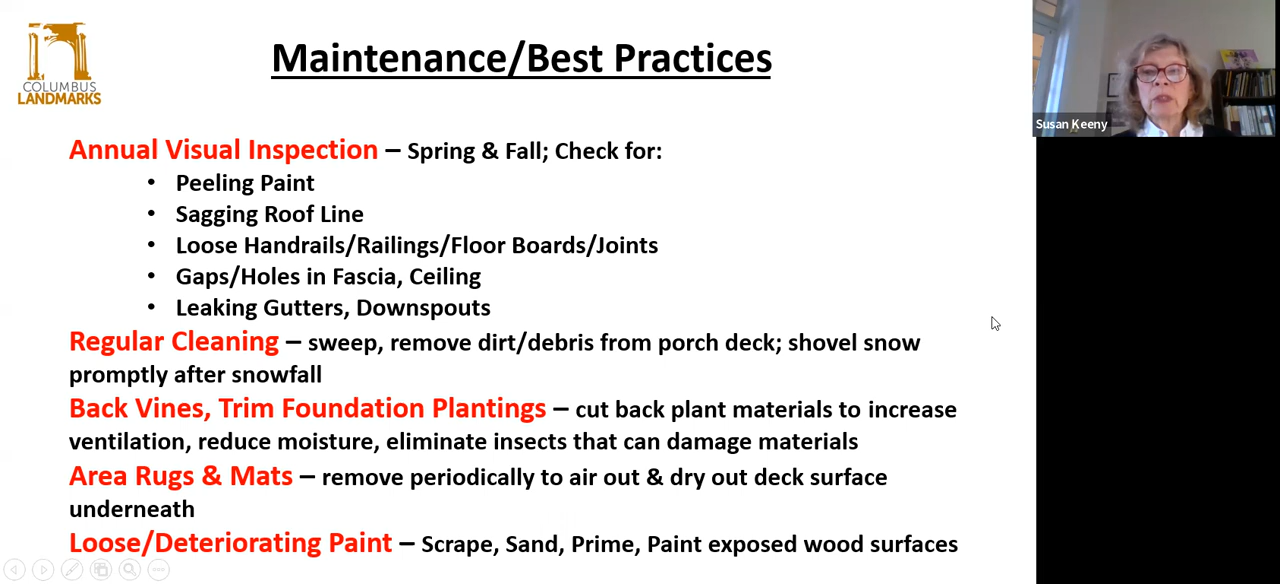 COLUMBUS
LANDMARKS
Maintenance/Best Practices
Susan Keeny
Annual Visual Inspection – Spring & Fall; Check for:
• Peeling Paint
• Sagging Roof Line
• Loose Handrails/Railings/Floor Boards/Joints
• Gaps/Holes in Fascia, Ceiling
• Leaking Gutters, Downspouts
Regular Cleaning – sweep, remove dirt/debris from porch deck; shovel snow
promptly after snowfall
Back Vines, Trim Foundation Plantings – cut back plant materials to increase
ventilation, reduce moisture, eliminate insects that can damage materials
Area Rugs & Mats – remove periodically to air out & dry out deck surface
underneath
Loose/Deteriorating Paint – Scrape, Sand, Prime, Paint exposed wood surfaces